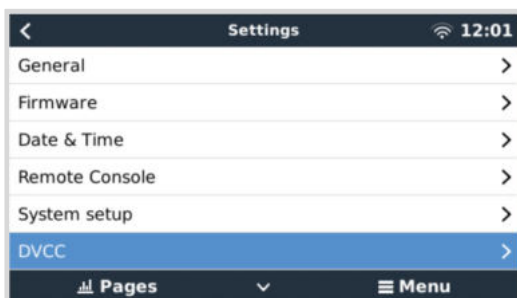 Settings 12:01
General
Firmware
Date & Time
Remote Console
System setup
DVCC
Pages Menu